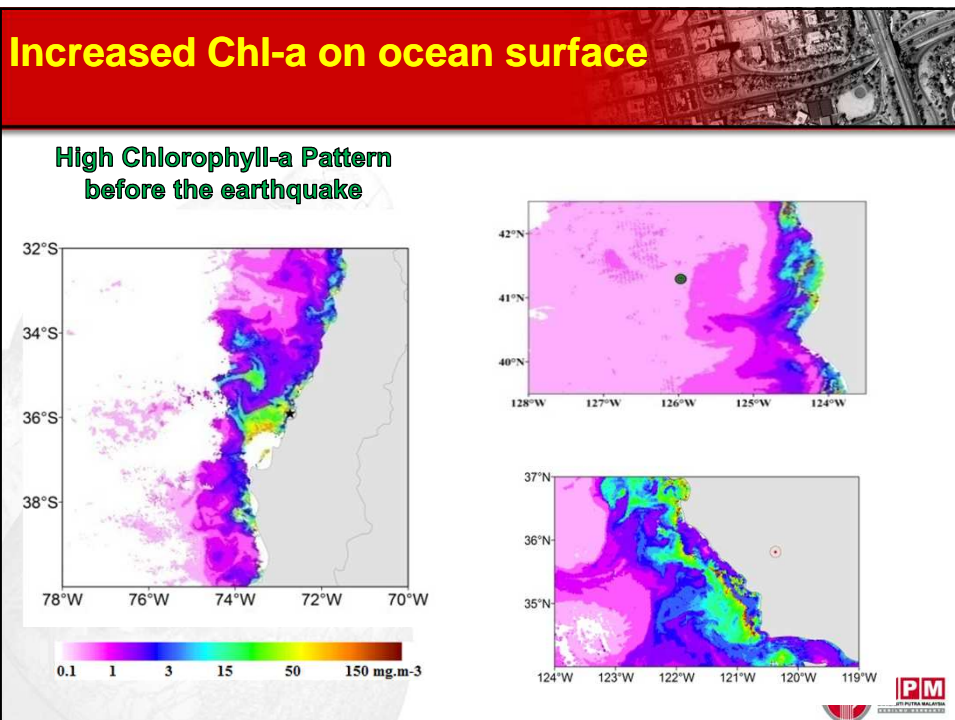 Increased Chl-a on ocean surface
High Chlorophyll-a Pattern
before the earthquake
32°S
34°S
36°S
38°S
78°W 76°W 74°W 72°W 70°W
0.1 1 3 15 50 150 mg.m-3
42°N
41°N
40°N
128°W 127°W 126°W 125°W 124°W
37°N
36°N
35°N
124°W 123°W 122°W 121°W 120°W 119°W
PM
PUTRA MALAYSIA